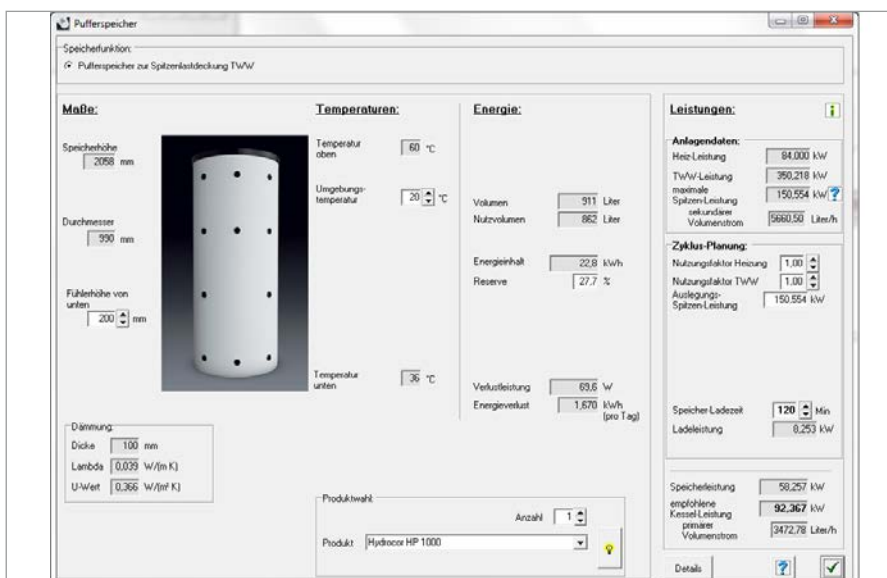 Pufferspeicher
Speicherfunktion:
Pufferspeicher zur Spitzenlastdeckung TWW
Maße:
Speicherhöhe
2058 mm
Durchmesser
990 mm
Fühlerhöhe von
unten
200 mm
Dämmung:
Dicke 100 mm
Lambda 0,039 W/(m K)
U-Wert 0,366 W/(m² K)
Temperaturen:
Temperatur
oben 60 °C
Umgebungs-
temperatur 20 °C
Temperatur
unten 36 °C
Energie:
Volumen 911 Liter
Nutzvolumen 862 Liter
Energieinhalt 22,8 kWh
Reserve 27,7 %
Verlustleistung 69,6 W
Energieverlust 1,670 kWh
(pro Tag)
Produktwahl:
Anzahl 1
Produkt Hydrocor HP 1000
Leistungen:
Anlagendaten:
Heiz-Leistung 84,000 kW
TWW-Leistung 350,218 kW
maximale
Spitzen-Leistung 150,554 kW ?
sekundärer
Volumenstrom 5660,50 Liter/h
Zyklus-Planung:
Nutzungsfaktor Heizung 1,00
Nutzungsfaktor TWW 1,00
Auslegungs-
Spitzen-Leistung 150,554 kW
Speicher-Ladezeit 120 Min
Ladeleistung 8,253 kW
Speicherleistung 58,257 kW
empfohlene
Kessel-Leistung 92,367 kW
primärer
Volumenstrom 3472,78 Liter/h
Details ?